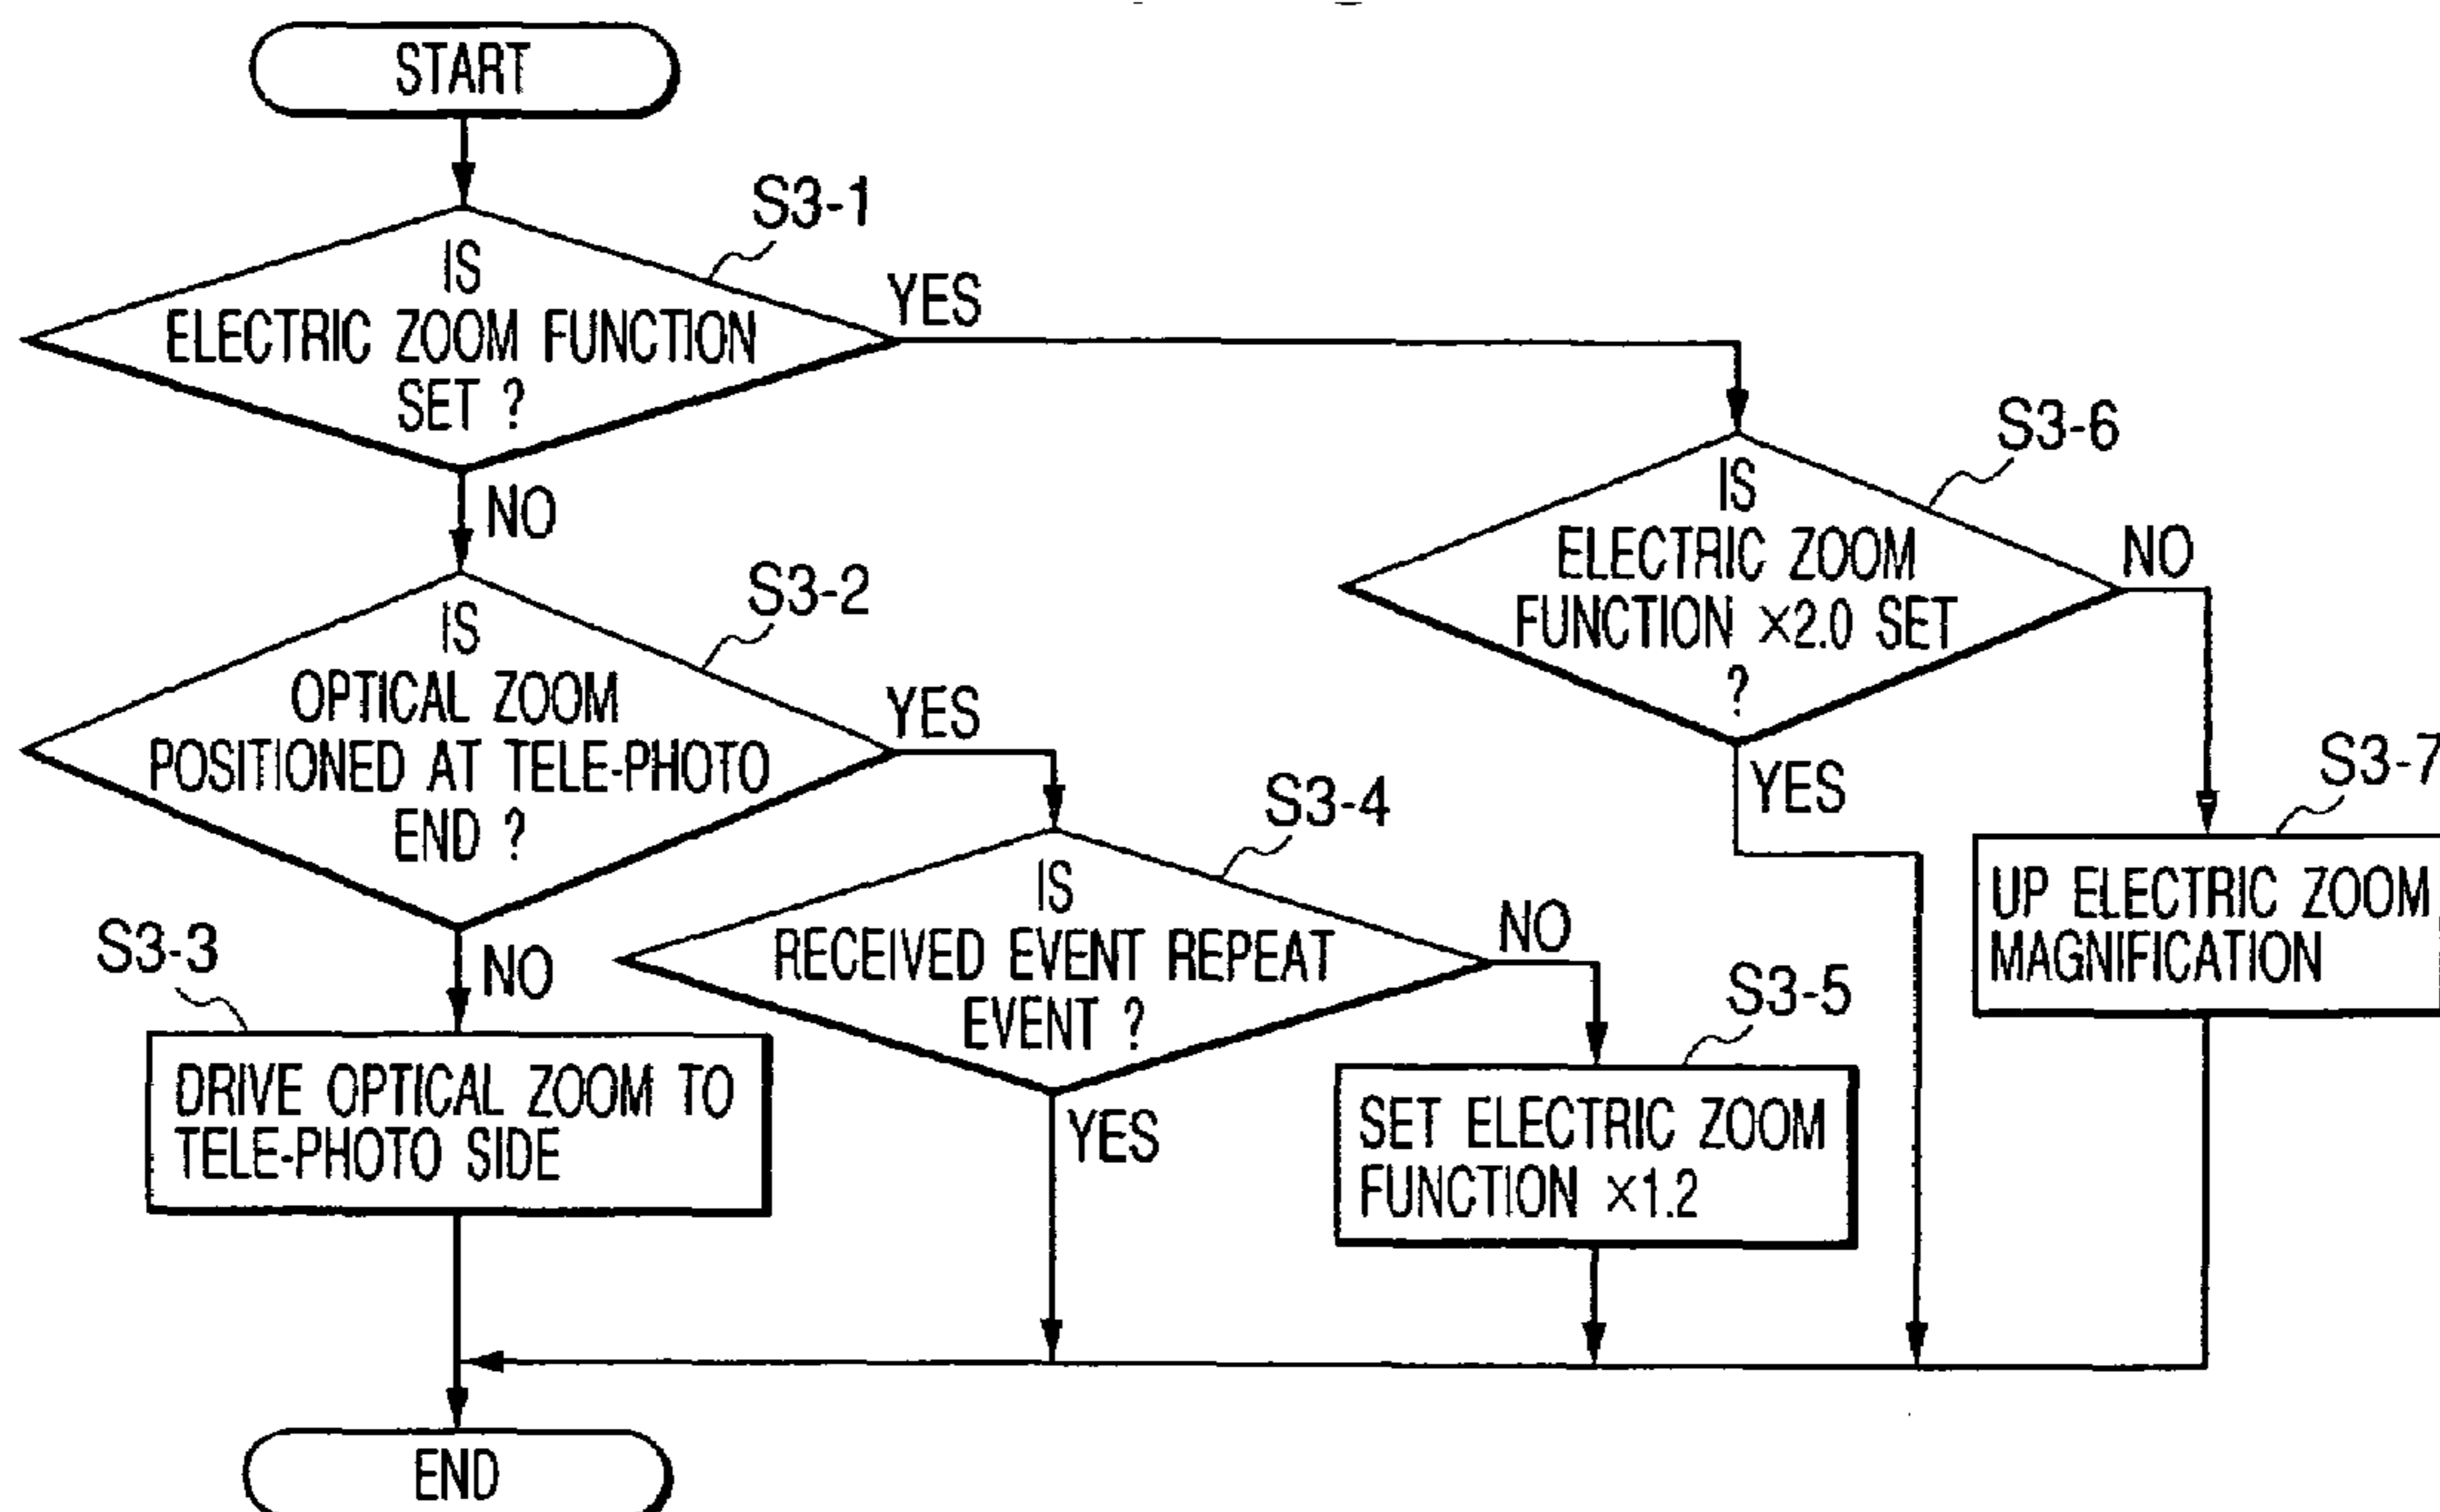 START
S3-1
IS
ELECTRIC ZOOM FUNCTION
SET ?
YES
NO
S3-2
IS
OPTICAL ZOOM
POSITIONED AT TELE-PHOTO
END ?
YES
NO
S3-3
DRIVE OPTICAL ZOOM TO
TELE-PHOTO SIDE
S3-4
IS
RECEIVED EVENT REPEAT
EVENT ?
NO
YES
S3-5
SET ELECTRIC ZOOM
FUNCTION ×1.2
S3-6
IS
ELECTRIC ZOOM
FUNCTION ×2.0 SET
?
NO
YES
S3-7
UP ELECTRIC ZOOM
MAGNIFICATION
END